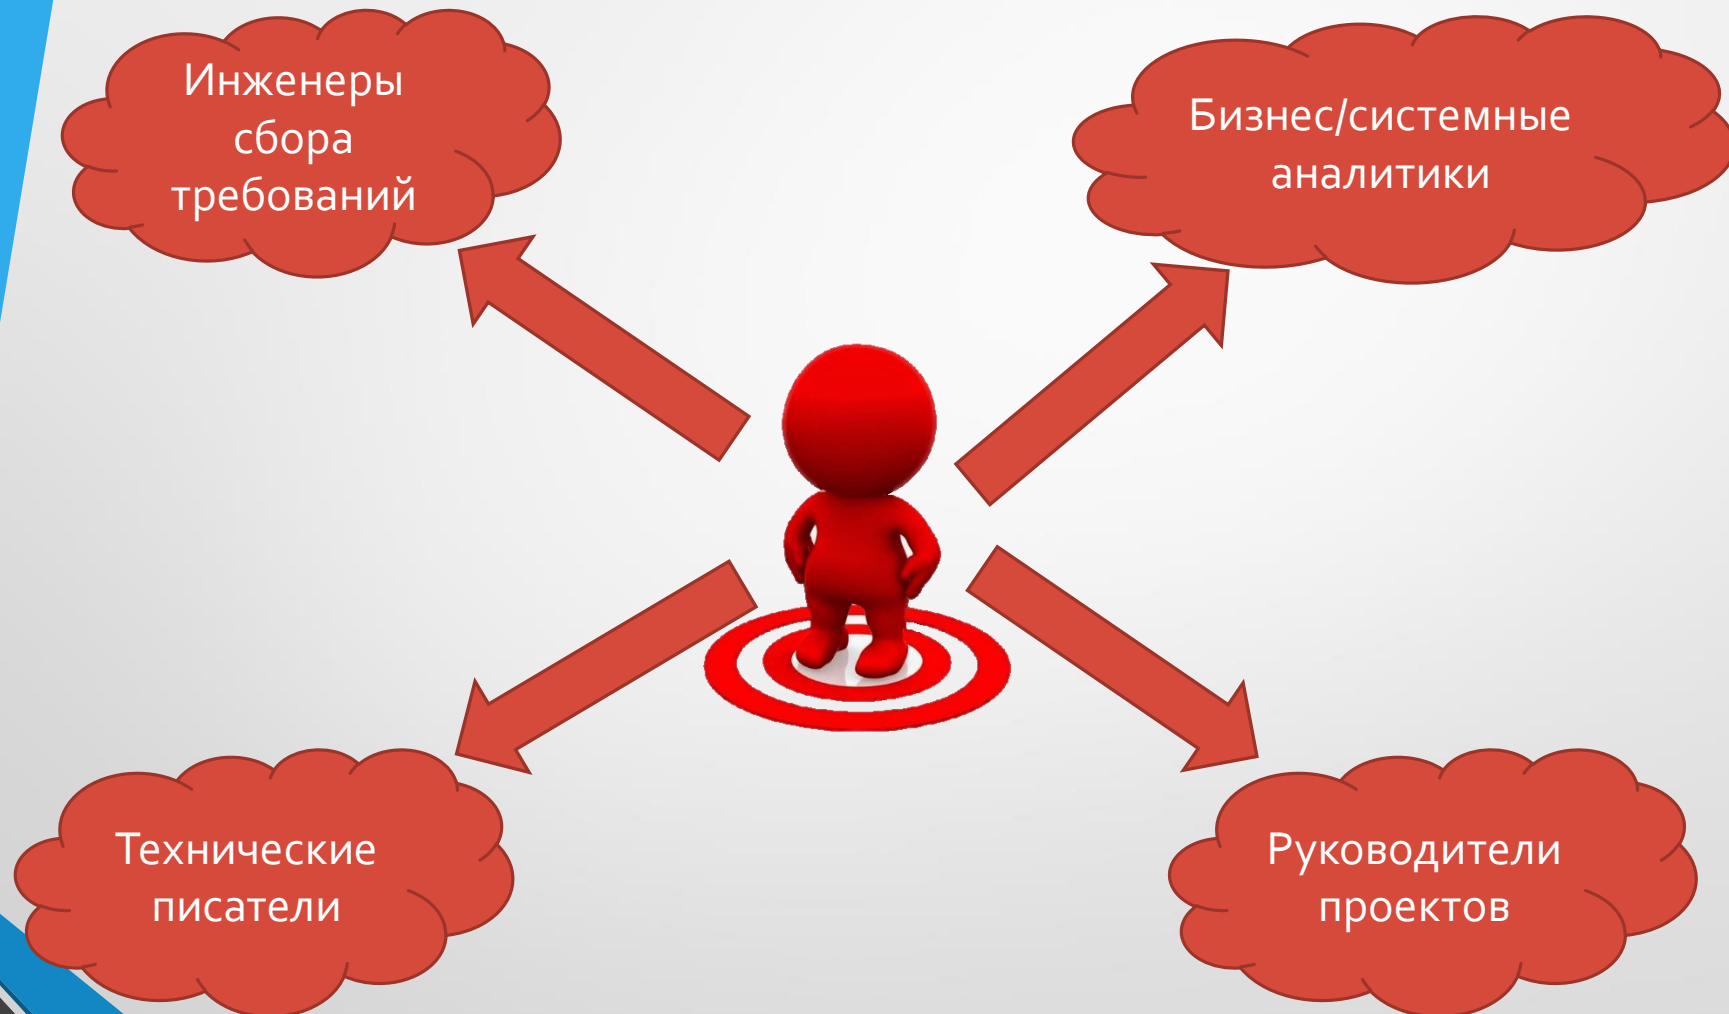 Инженеры
сбора
требований
Бизнес/системные
аналитики
Технические
писатели
Руководители
проектов